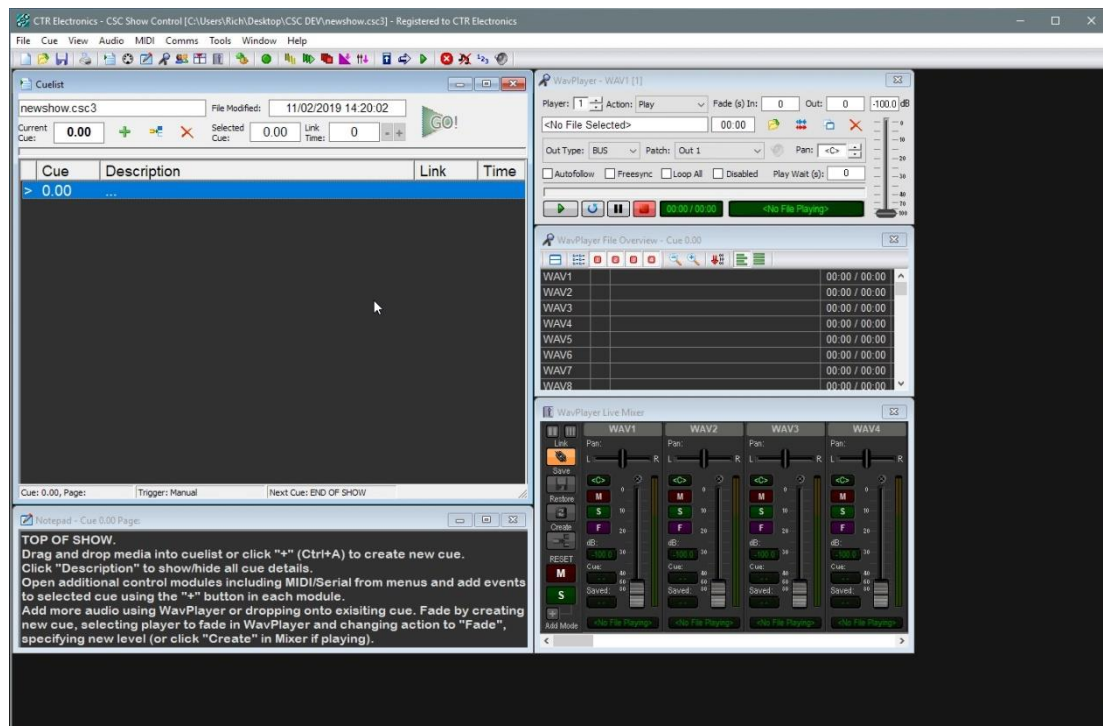 CTR Electronics - CSC Show Control [C:\Users\Rich\Desktop\CSC DEV\newshow.csc3] - Registered to CTR Electronics
File Cue View Audio MIDI Comms Tools Window Help
Cuelist
newshow.csc3 File Modified: 11/02/2019 14:20:02
GO!
Current Cue: 0.00 Selected Cue: 0.00 Link Time: 0 - +
Cue Description Link Time
> 0.00 ...
Cue: 0.00, Page: Trigger: Manual Next Cue: END OF SHOW
Notepad - Cue 0.00 Page:
TOP OF SHOW.
Drag and drop media into cuelist or click "+" (Ctrl+A) to create new cue.
Click "Description" to show/hide all cue details.
Open additional control modules including MIDI/Serial from menus and add events
to selected cue using the "+" button in each module.
Add more audio using WavPlayer or dropping onto exisiting cue. Fade by creating
new cue, selecting player to fade in WavPlayer and changing action to "Fade",
specifying new level (or click "Create" in Mixer if playing).
WavPlayer - WAV1 [1]
Player: 1 Action: Play Fade (s) In: 0 Out: 0 -100.0 dB
<No File Selected> 00:00
Out Type: BUS Patch: Out 1 Pan: <C>
Autofollow Freesync Loop All Disabled Play Wait (s): 0
00:00 / 00:00 <No File Playing>
0
10
20
30
40
70
100
WavPlayer File Overview - Cue 0.00
WAV1 00:00 / 00:00
WAV2 00:00 / 00:00
WAV3 00:00 / 00:00
WAV4 00:00 / 00:00
WAV5 00:00 / 00:00
WAV6 00:00 / 00:00
WAV7 00:00 / 00:00
WAV8 00:00 / 00:00
WavPlayer Live Mixer
WAV1 WAV2 WAV3 WAV4
Link Pan: Pan: Pan: Pan:
L R L R L R L R
Save <C> <C> <C> <C>
Restore M M M M
S S S S
Create F F F F
dB: dB: dB: dB:
RESET -100.0 -100.0 -100.0 -100.0
M Cue: Cue: Cue: Cue:
S Saved: Saved: Saved: Saved:
Add Mode <No File Playing> <No File Playing> <No File Playing> <No File Playing>